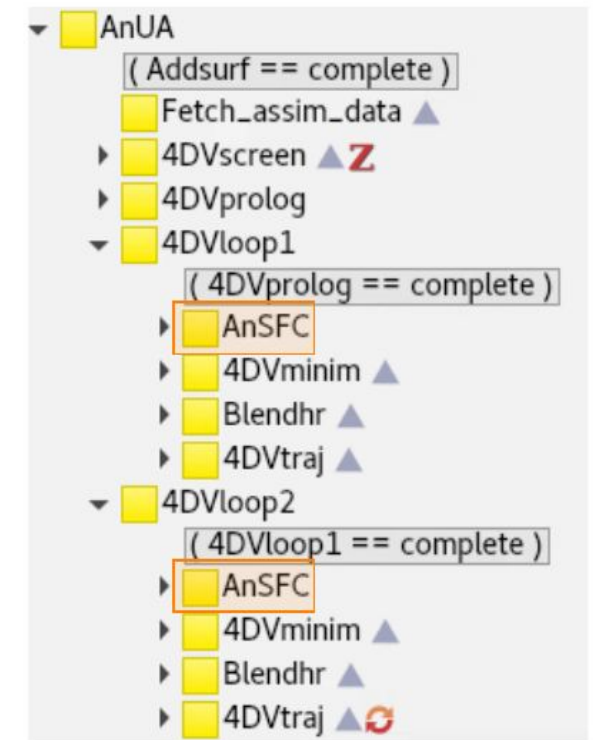 AnUA
( Addsurf == complete )
Fetch_assim_data
4DVscreen Z
4DVprolog
4DVloop1
( 4DVprolog == complete )
AnSFC
4DVminim
Blendhr
4DVtraj
4DVloop2
( 4DVloop1 == complete )
AnSFC
4DVminim
Blendhr
4DVtraj